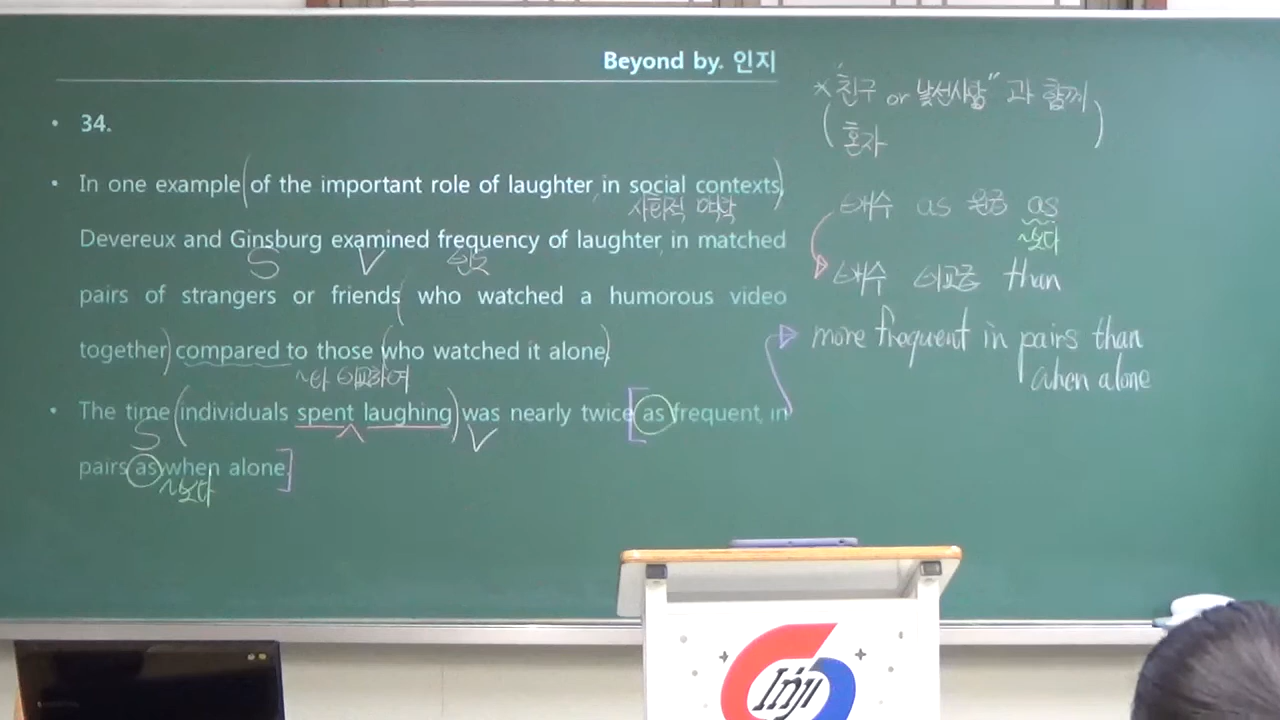 Beyond by. 인지
• 34.
• In one example of the important role of laughter in social contexts,
사회적 맥락
Devereux and Ginsburg examined frequency of laughter in matched
S V 빈도
pairs of strangers or friends who watched a humorous video
together compared to those who watched it alone.
~와 비교하여
• The time individuals spent laughing was nearly twice as frequent in
S V
pairs as when alone.
~보다
* "친구 or 낯선사람" 과 함께
혼자
배수 as 원급 as
~보다
배수 비교급 than
more frequent in pairs than
when alone
Inji